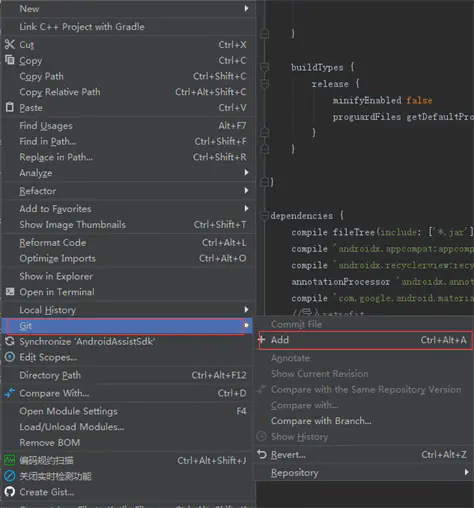 New
Link C++ Project with Gradle
Cut Ctrl+X
Copy Ctrl+C
Copy Path Ctrl+Shift+C
Copy Relative Path Ctrl+Alt+Shift+C
Paste Ctrl+V
Find Usages Alt+F7
Find in Path... Ctrl+Shift+F
Replace in Path... Ctrl+Shift+R
Analyze
Refactor
Add to Favorites
Show Image Thumbnails Ctrl+Shift+T
Reformat Code Ctrl+Alt+L
Optimize Imports Ctrl+Alt+O
Show in Explorer
Open in Terminal
Local History
Git
Synchronize 'AndroidAssistSdk'
Edit Scopes...
Directory Path Ctrl+Alt+F12
Compare With... Ctrl+D
Open Module Settings F4
Load/Unload Modules...
Remove BOM
编码规约扫描 Ctrl+Alt+Shift+J
关闭实时检测功能
Create Gist...
}
buildTypes {
release {
minifyEnabled false
proguardFiles getDefaultPro
}
}
}
dependencies {
compile fileTree(include: ['*.jar']
compile 'androidx.appcompat:appcomp
compile 'androidx.recyclerview:recy
annotationProcessor 'androidx.annot
compile 'com.google.android.materia
Commit File
Add Ctrl+Alt+A
Annotate
Show Current Revision
Compare with the Same Repository Version
Compare with...
Compare with Branch...
Show History
Revert... Ctrl+Alt+Z
Repository